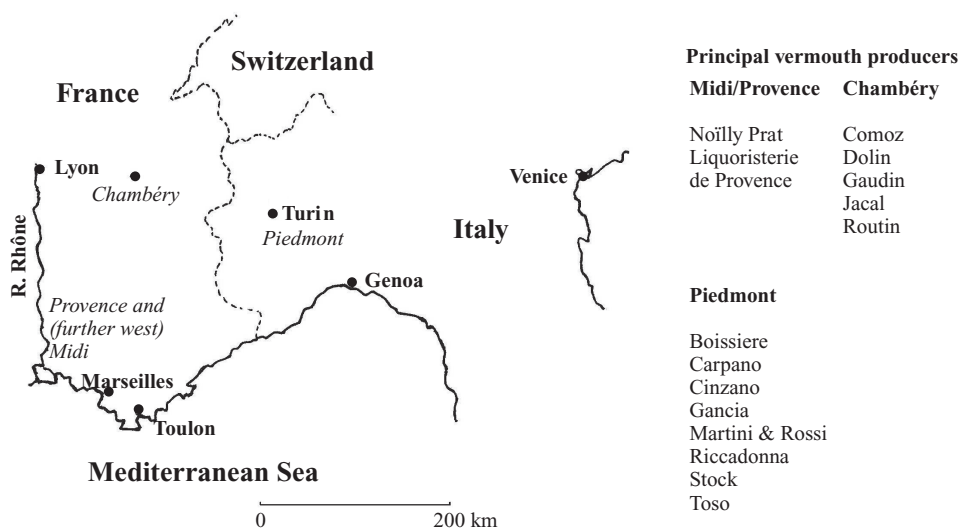 Switzerland
France
Lyon
Chambéry
R. Rhône
Turin
Piedmont
Venice
Italy
Genoa
Provence and
(further west)
Midi
Marseilles
Toulon
Mediterranean Sea
0 200 km
Principal vermouth producers
Midi/Provence Chambéry
Noïlly Prat Comoz
Liquoristerie Dolin
de Provence Gaudin
Jacal
Routin
Piedmont
Boissiere
Carpano
Cinzano
Gancia
Martini & Rossi
Riccadonna
Stock
Toso